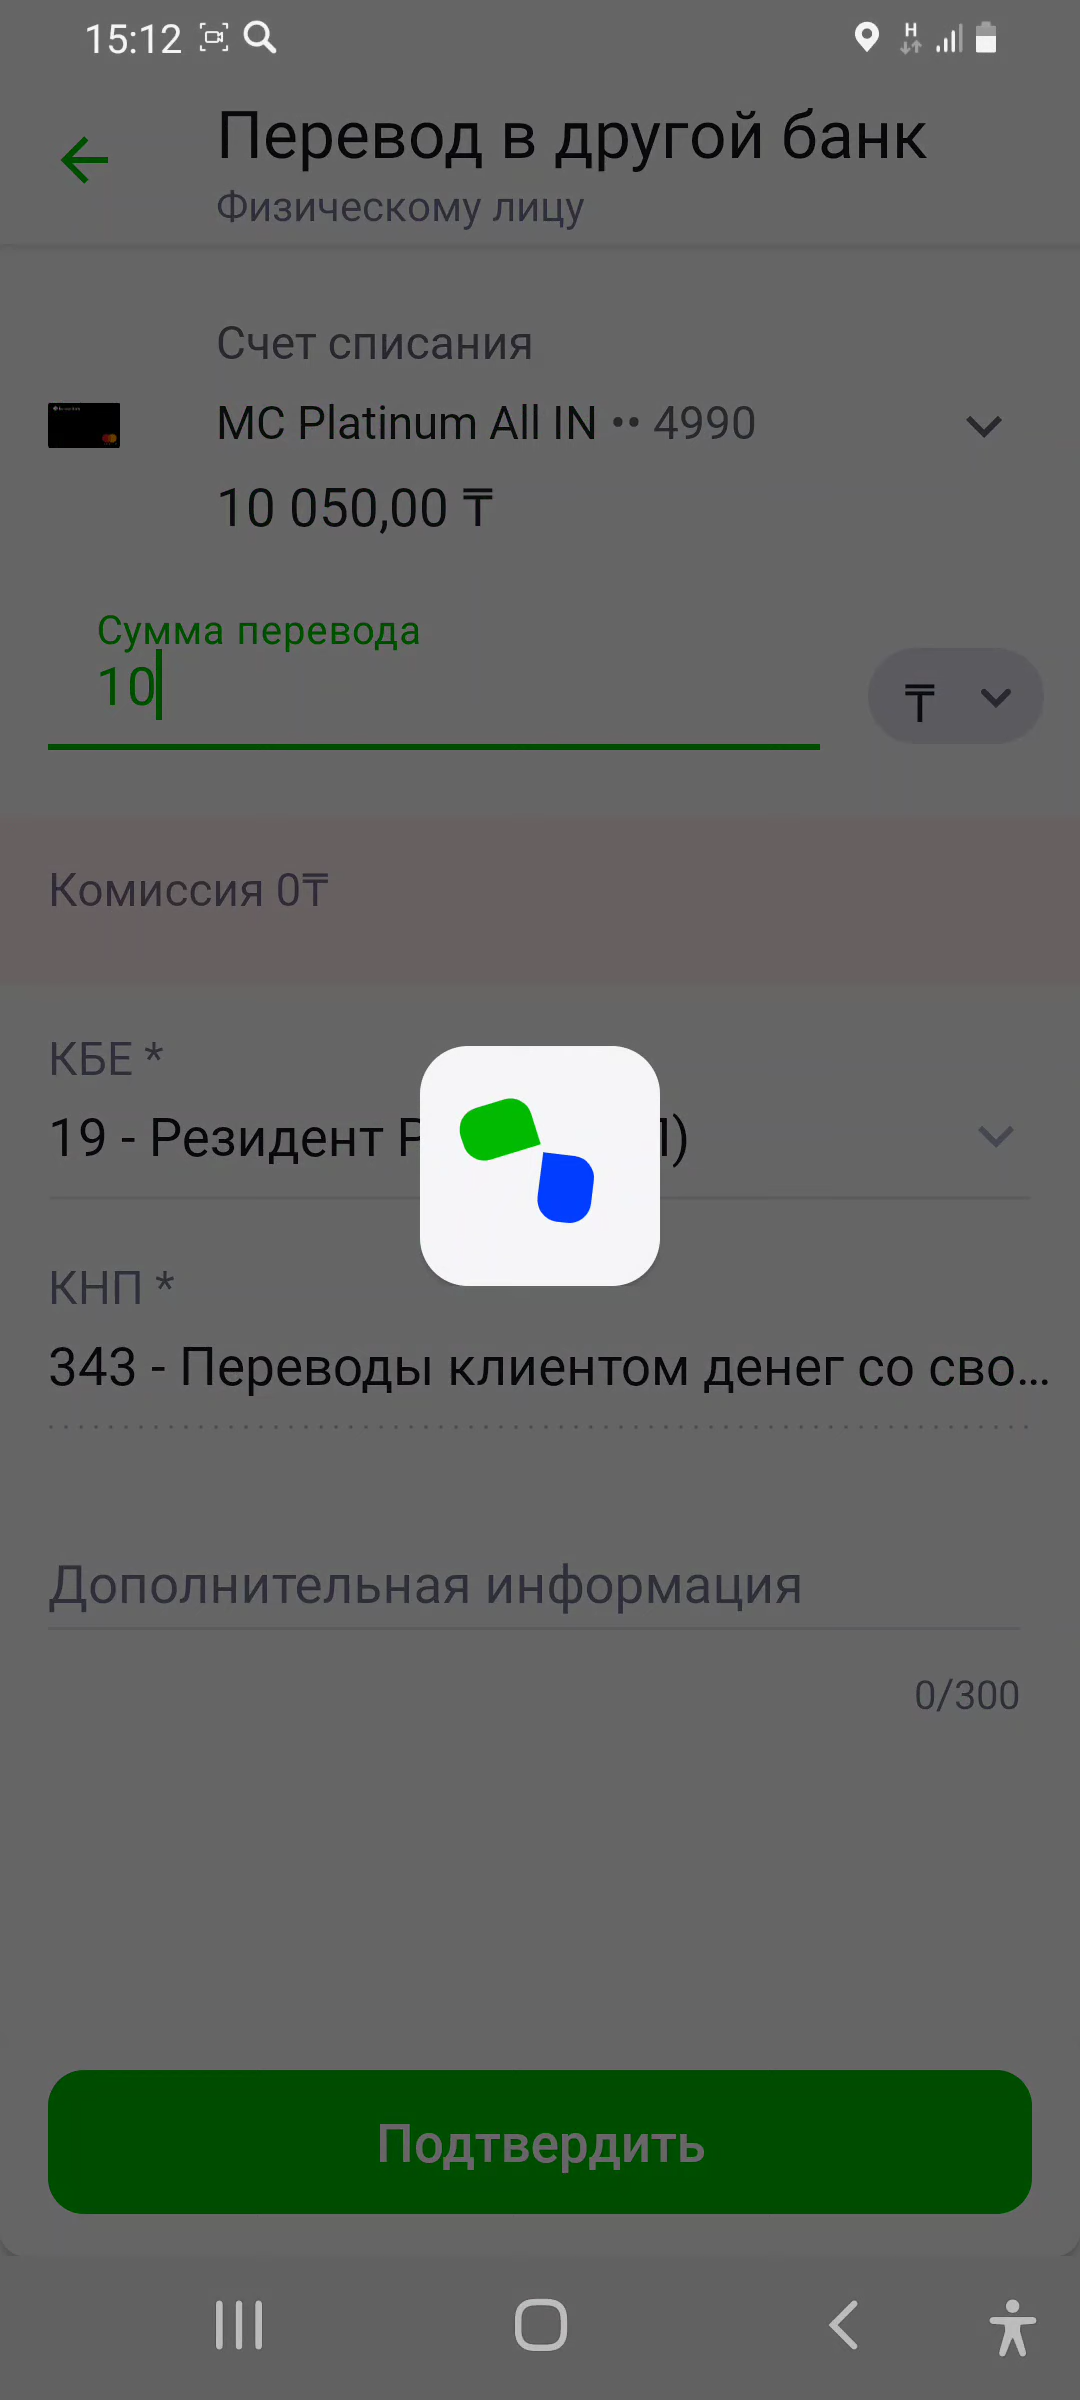 15:12
H
Перевод в другой банк
Физическому лицу
Счет списания
MC Platinum All IN •• 4990
10 050,00 ₸
Сумма перевода
10
₸
Комиссия 0₸
КБЕ *
19 - Резидент
КНП *
343 - Переводы клиентом денег со сво...
Дополнительная информация
0/300
Подтвердить